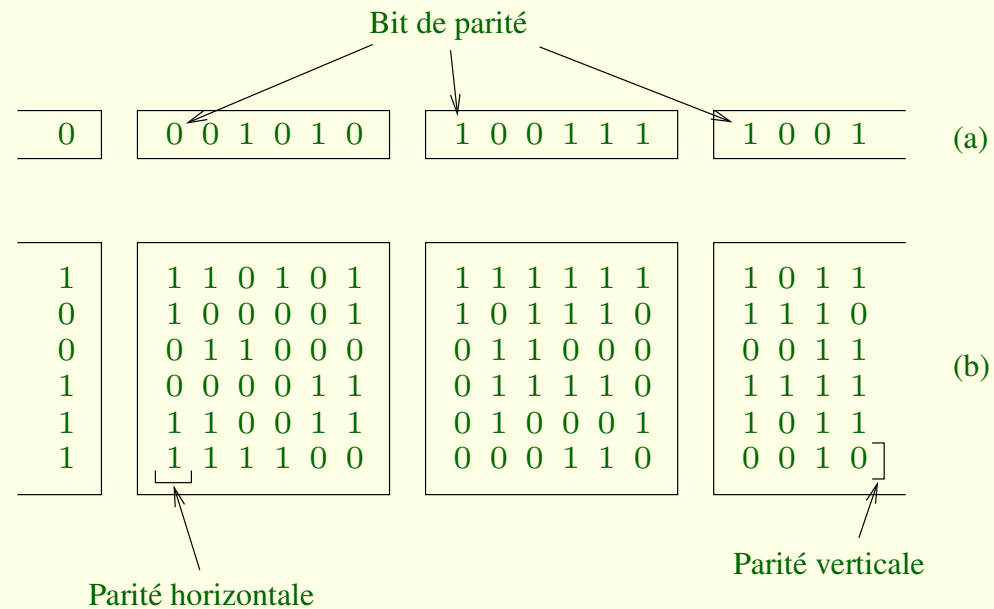 Bit de parité
0 0 0 1 0 1 0 1 0 0 1 1 1 1 0 0 1 (a)
1 1 1 0 1 0 1 1 1 1 1 1 1 1 0 1 1
0 1 0 0 0 0 1 1 0 1 1 1 0 1 1 1 0
0 0 1 1 0 0 0 0 1 1 0 0 0 0 0 1 1
(b)
1 0 0 0 0 1 1 0 1 1 1 1 0 1 1 1 1
1 1 1 0 0 1 1 0 1 0 0 0 1 1 0 1 1
1 1 1 1 1 0 0 0 0 0 1 1 0 0 0 1 0
Parité verticale
Parité horizontale